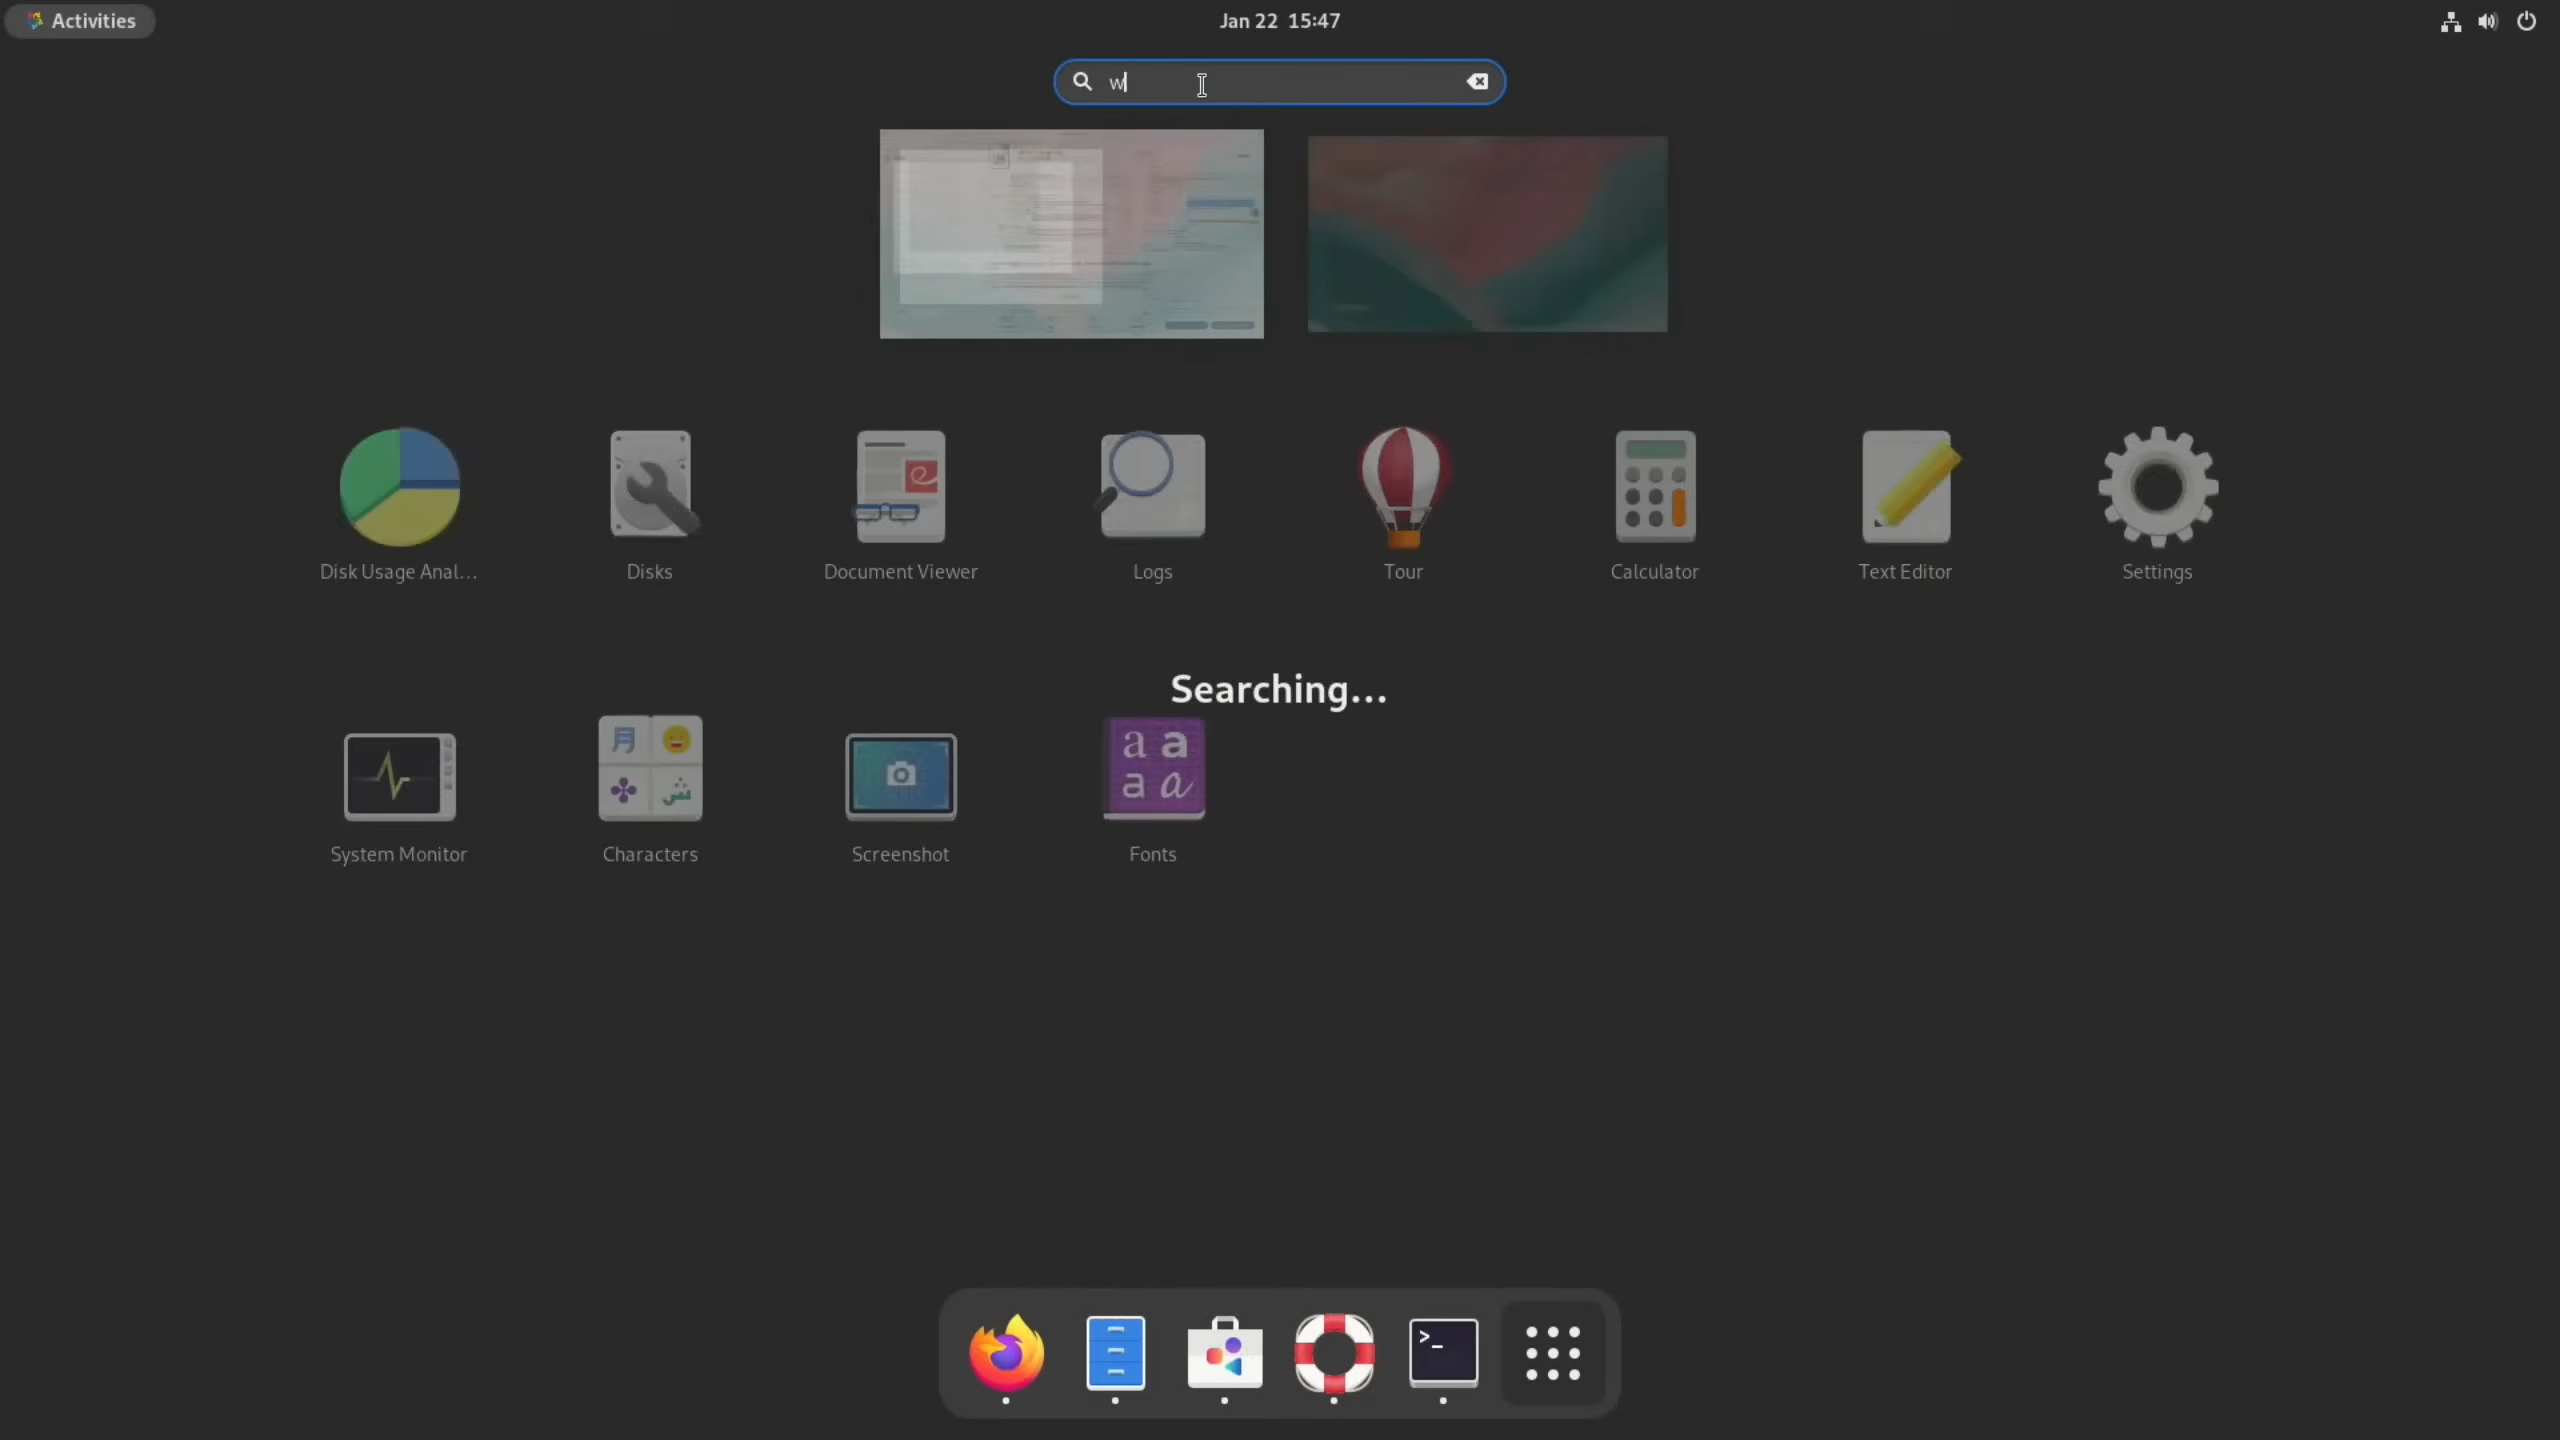 Activities
Jan 22 15:47
w
Disk Usage Anal...
Disks
Document Viewer
Logs
Tour
Calculator
Text Editor
Settings
Searching...
System Monitor
Characters
Screenshot
Fonts